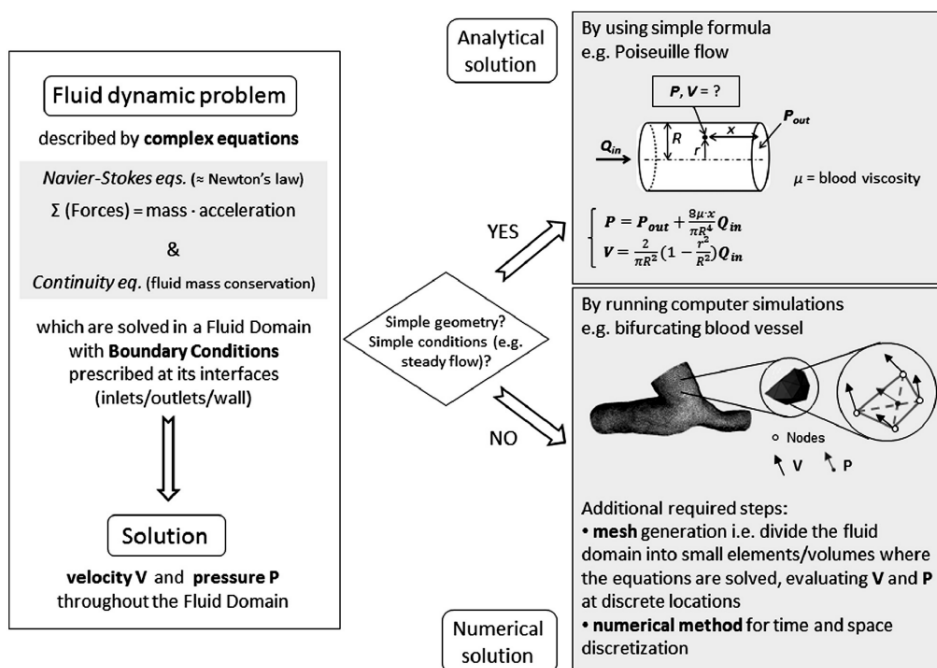 Fluid dynamic problem
described by complex equations
Navier-Stokes eqs. (≈ Newton's law)
Σ (Forces) = mass · acceleration
&
Continuity eq. (fluid mass conservation)
which are solved in a Fluid Domain
with Boundary Conditions
prescribed at its interfaces
(inlets/outlets/wall)
Solution
velocity V and pressure P
throughout the Fluid Domain
Simple geometry?
Simple conditions (e.g.
steady flow)?
YES
NO
Analytical
solution
By using simple formula
e.g. Poiseuille flow
P, V = ?
R
r
x
P_out
Q_in
μ = blood viscosity
P = P_out + 8μ·x/πR⁴ Q_in
V = 2/πR² (1 − r²/R²) Q_in
By running computer simulations
e.g. bifurcating blood vessel
Nodes
V
P
Additional required steps:
• mesh generation i.e. divide the fluid
domain into small elements/volumes where
the equations are solved, evaluating V and P
at discrete locations
• numerical method for time and space
discretization
Numerical
solution